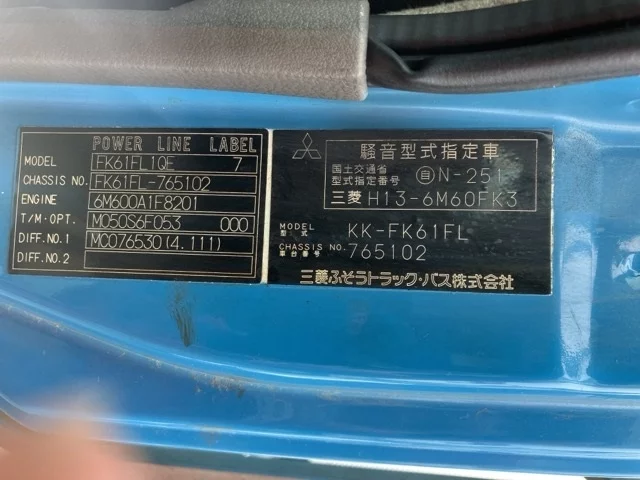 POWER LINE LABEL
MODEL FK61FL1QF 7
CHASSIS NO. FK61FL-765102
ENGINE 6M600A1F8201
T/M·OPT. M050S6F053 000
DIFF.NO.1 MC076530(4.111)
DIFF.NO.2
騒音型式指定車
国土交通省
型式指定番号 自N-251
三菱 H13-6M60FK3
MODEL
型式 KK-FK61FL
CHASSIS NO.
車台番号 765102
三菱ふそうトラック・バス株式会社